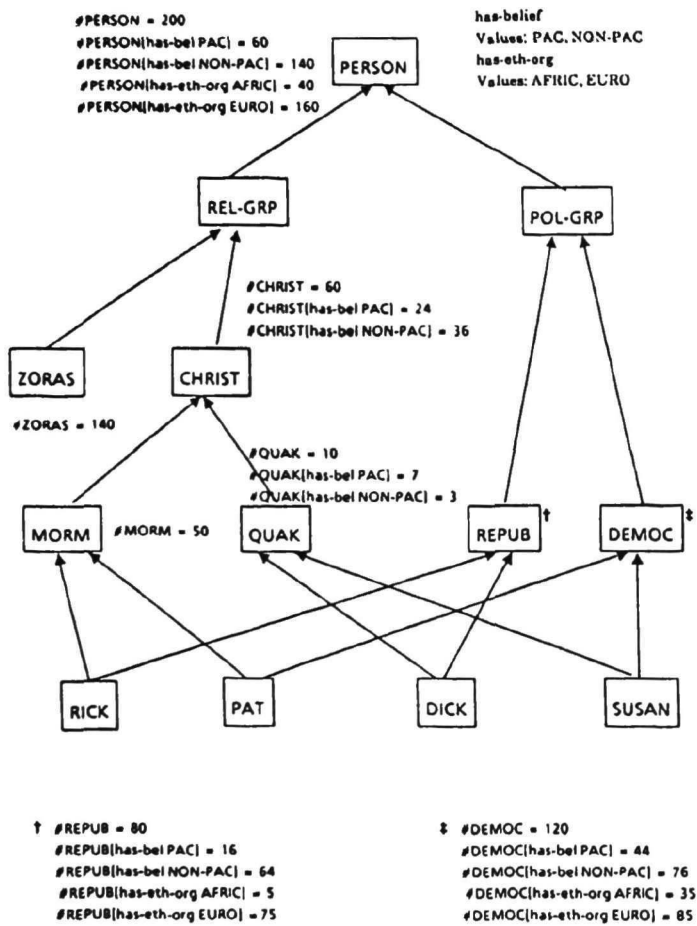 #PERSON = 200
#PERSON[has-bel PAC] = 60
#PERSON[has-bel NON-PAC] = 140
#PERSON[has-eth-org AFRIC] = 40
#PERSON[has-eth-org EURO] = 160
has-belief
Values: PAC, NON-PAC
has-eth-org
Values: AFRIC, EURO
PERSON
REL-GRP
POL-GRP
#CHRIST = 60
#CHRIST[has-bel PAC] = 24
#CHRIST[has-bel NON-PAC] = 36
ZORAS
CHRIST
#ZORAS = 140
#QUAK = 10
#QUAK[has-bel PAC] = 7
#QUAK[has-bel NON-PAC] = 3
MORM
#MORM = 50
QUAK
REPUB †
DEMOC ‡
RICK
PAT
DICK
SUSAN
† #REPUB = 80
#REPUB[has-bel PAC] = 16
#REPUB[has-bel NON-PAC] = 64
#REPUB[has-eth-org AFRIC] = 5
#REPUB[has-eth-org EURO] = 75
‡ #DEMOC = 120
#DEMOC[has-bel PAC] = 44
#DEMOC[has-bel NON-PAC] = 76
#DEMOC[has-eth-org AFRIC] = 35
#DEMOC[has-eth-org EURO] = 85